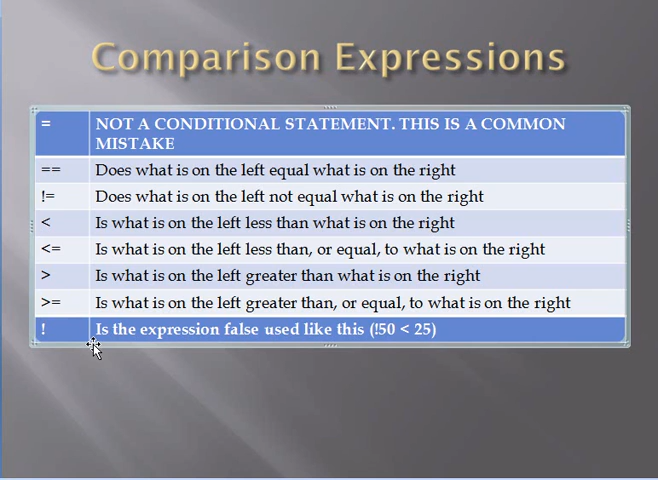 Comparison Expressions
= NOT A CONDITIONAL STATEMENT. THIS IS A COMMON
MISTAKE
== Does what is on the left equal what is on the right
!= Does what is on the left not equal what is on the right
< Is what is on the left less than what is on the right
<= Is what is on the left less than, or equal, to what is on the right
> Is what is on the left greater than what is on the right
>= Is what is on the left greater than, or equal, to what is on the right
! Is the expression false used like this (!50 < 25)